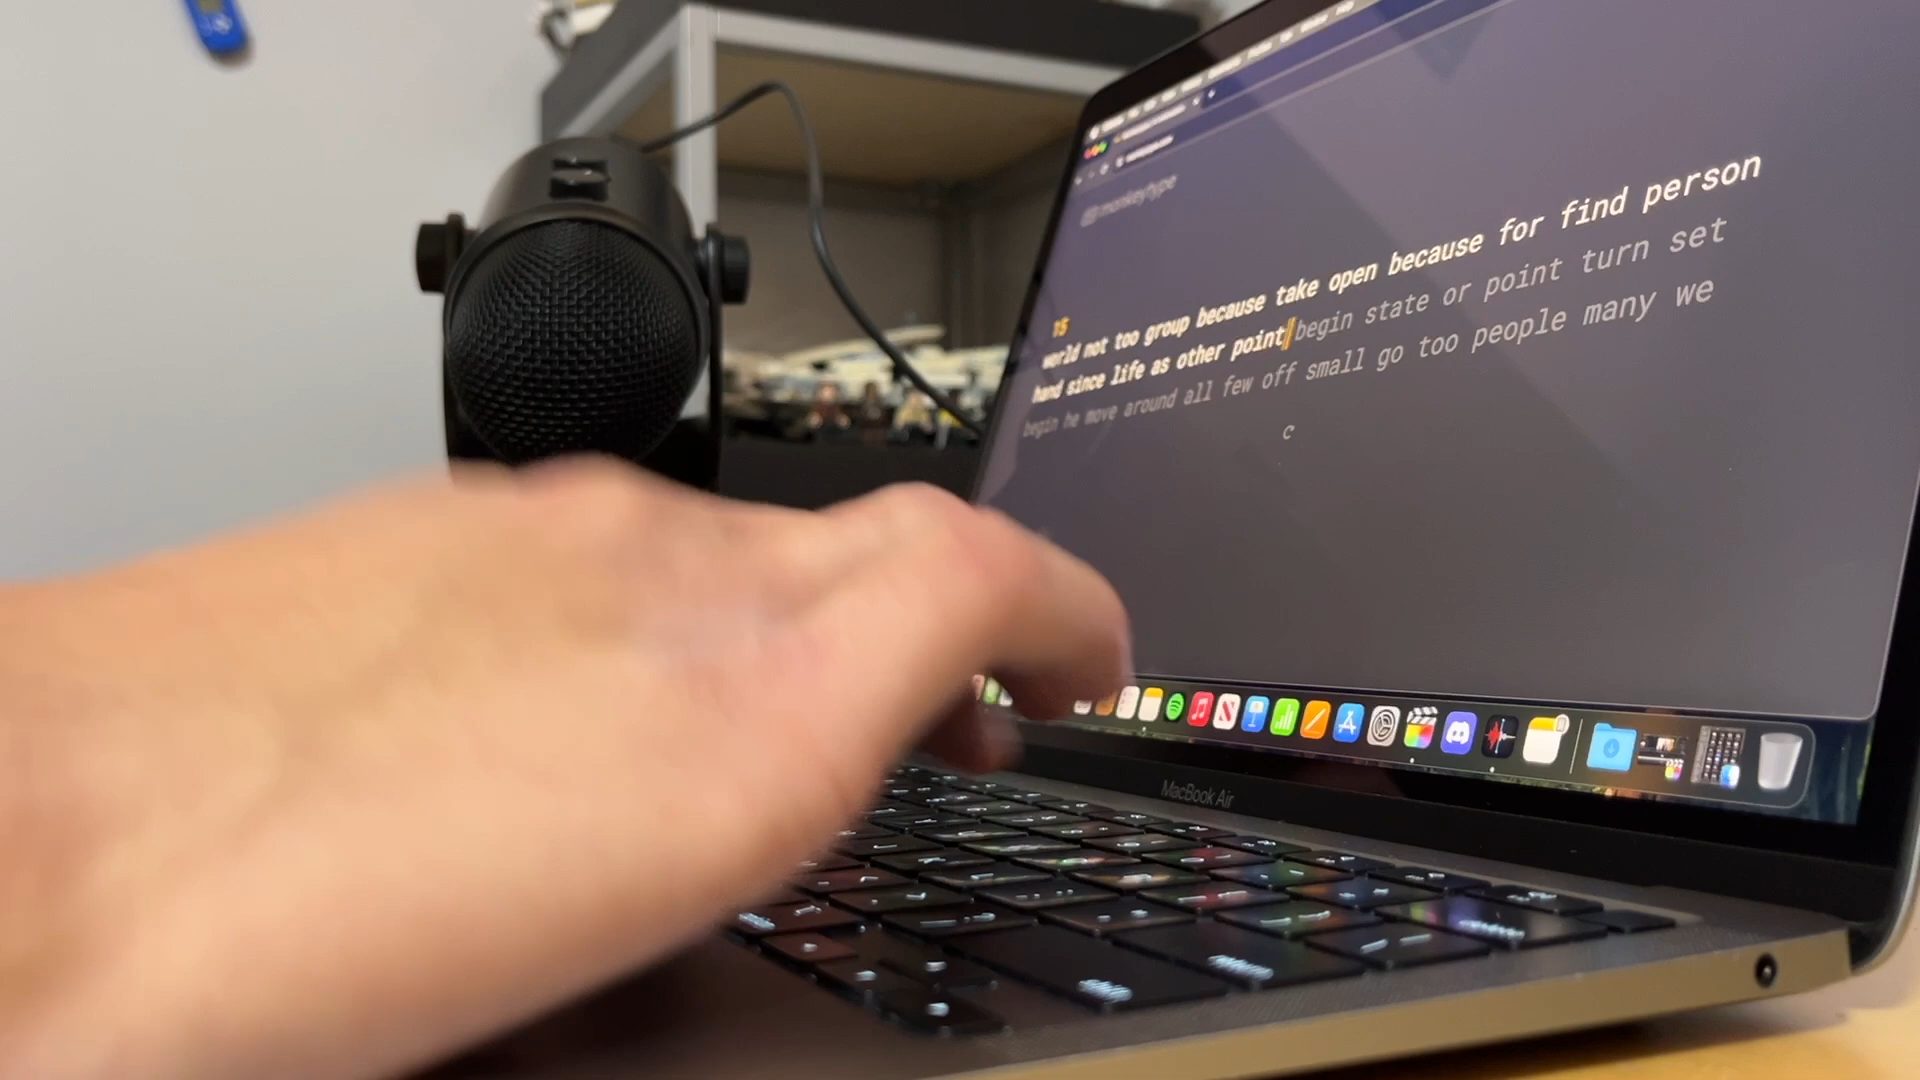 monkeytype
15
world not too group because take open because for find person
hand since life as other point begin state or point turn set
begin he move around all few off small go too people many we
MacBook Air
shift
return